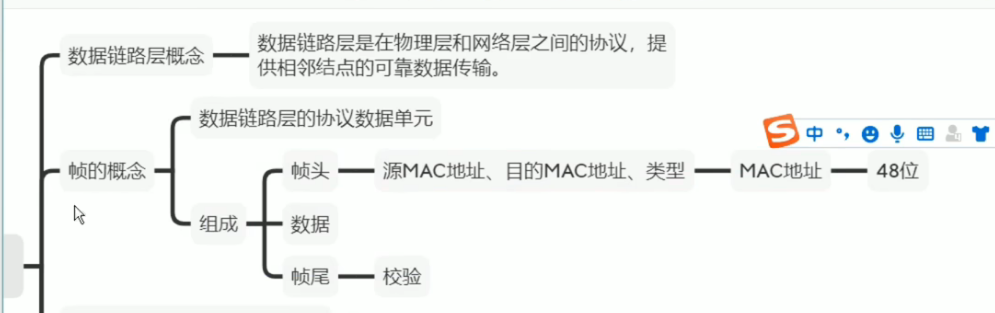 数据链路层概念
数据链路层是在物理层和网络层之间的协议，提
供相邻结点的可靠数据传输。
数据链路层的协议数据单元
中
帧的概念
帧头
源MAC地址、目的MAC地址、类型
MAC地址
48位
组成
数据
帧尾
校验